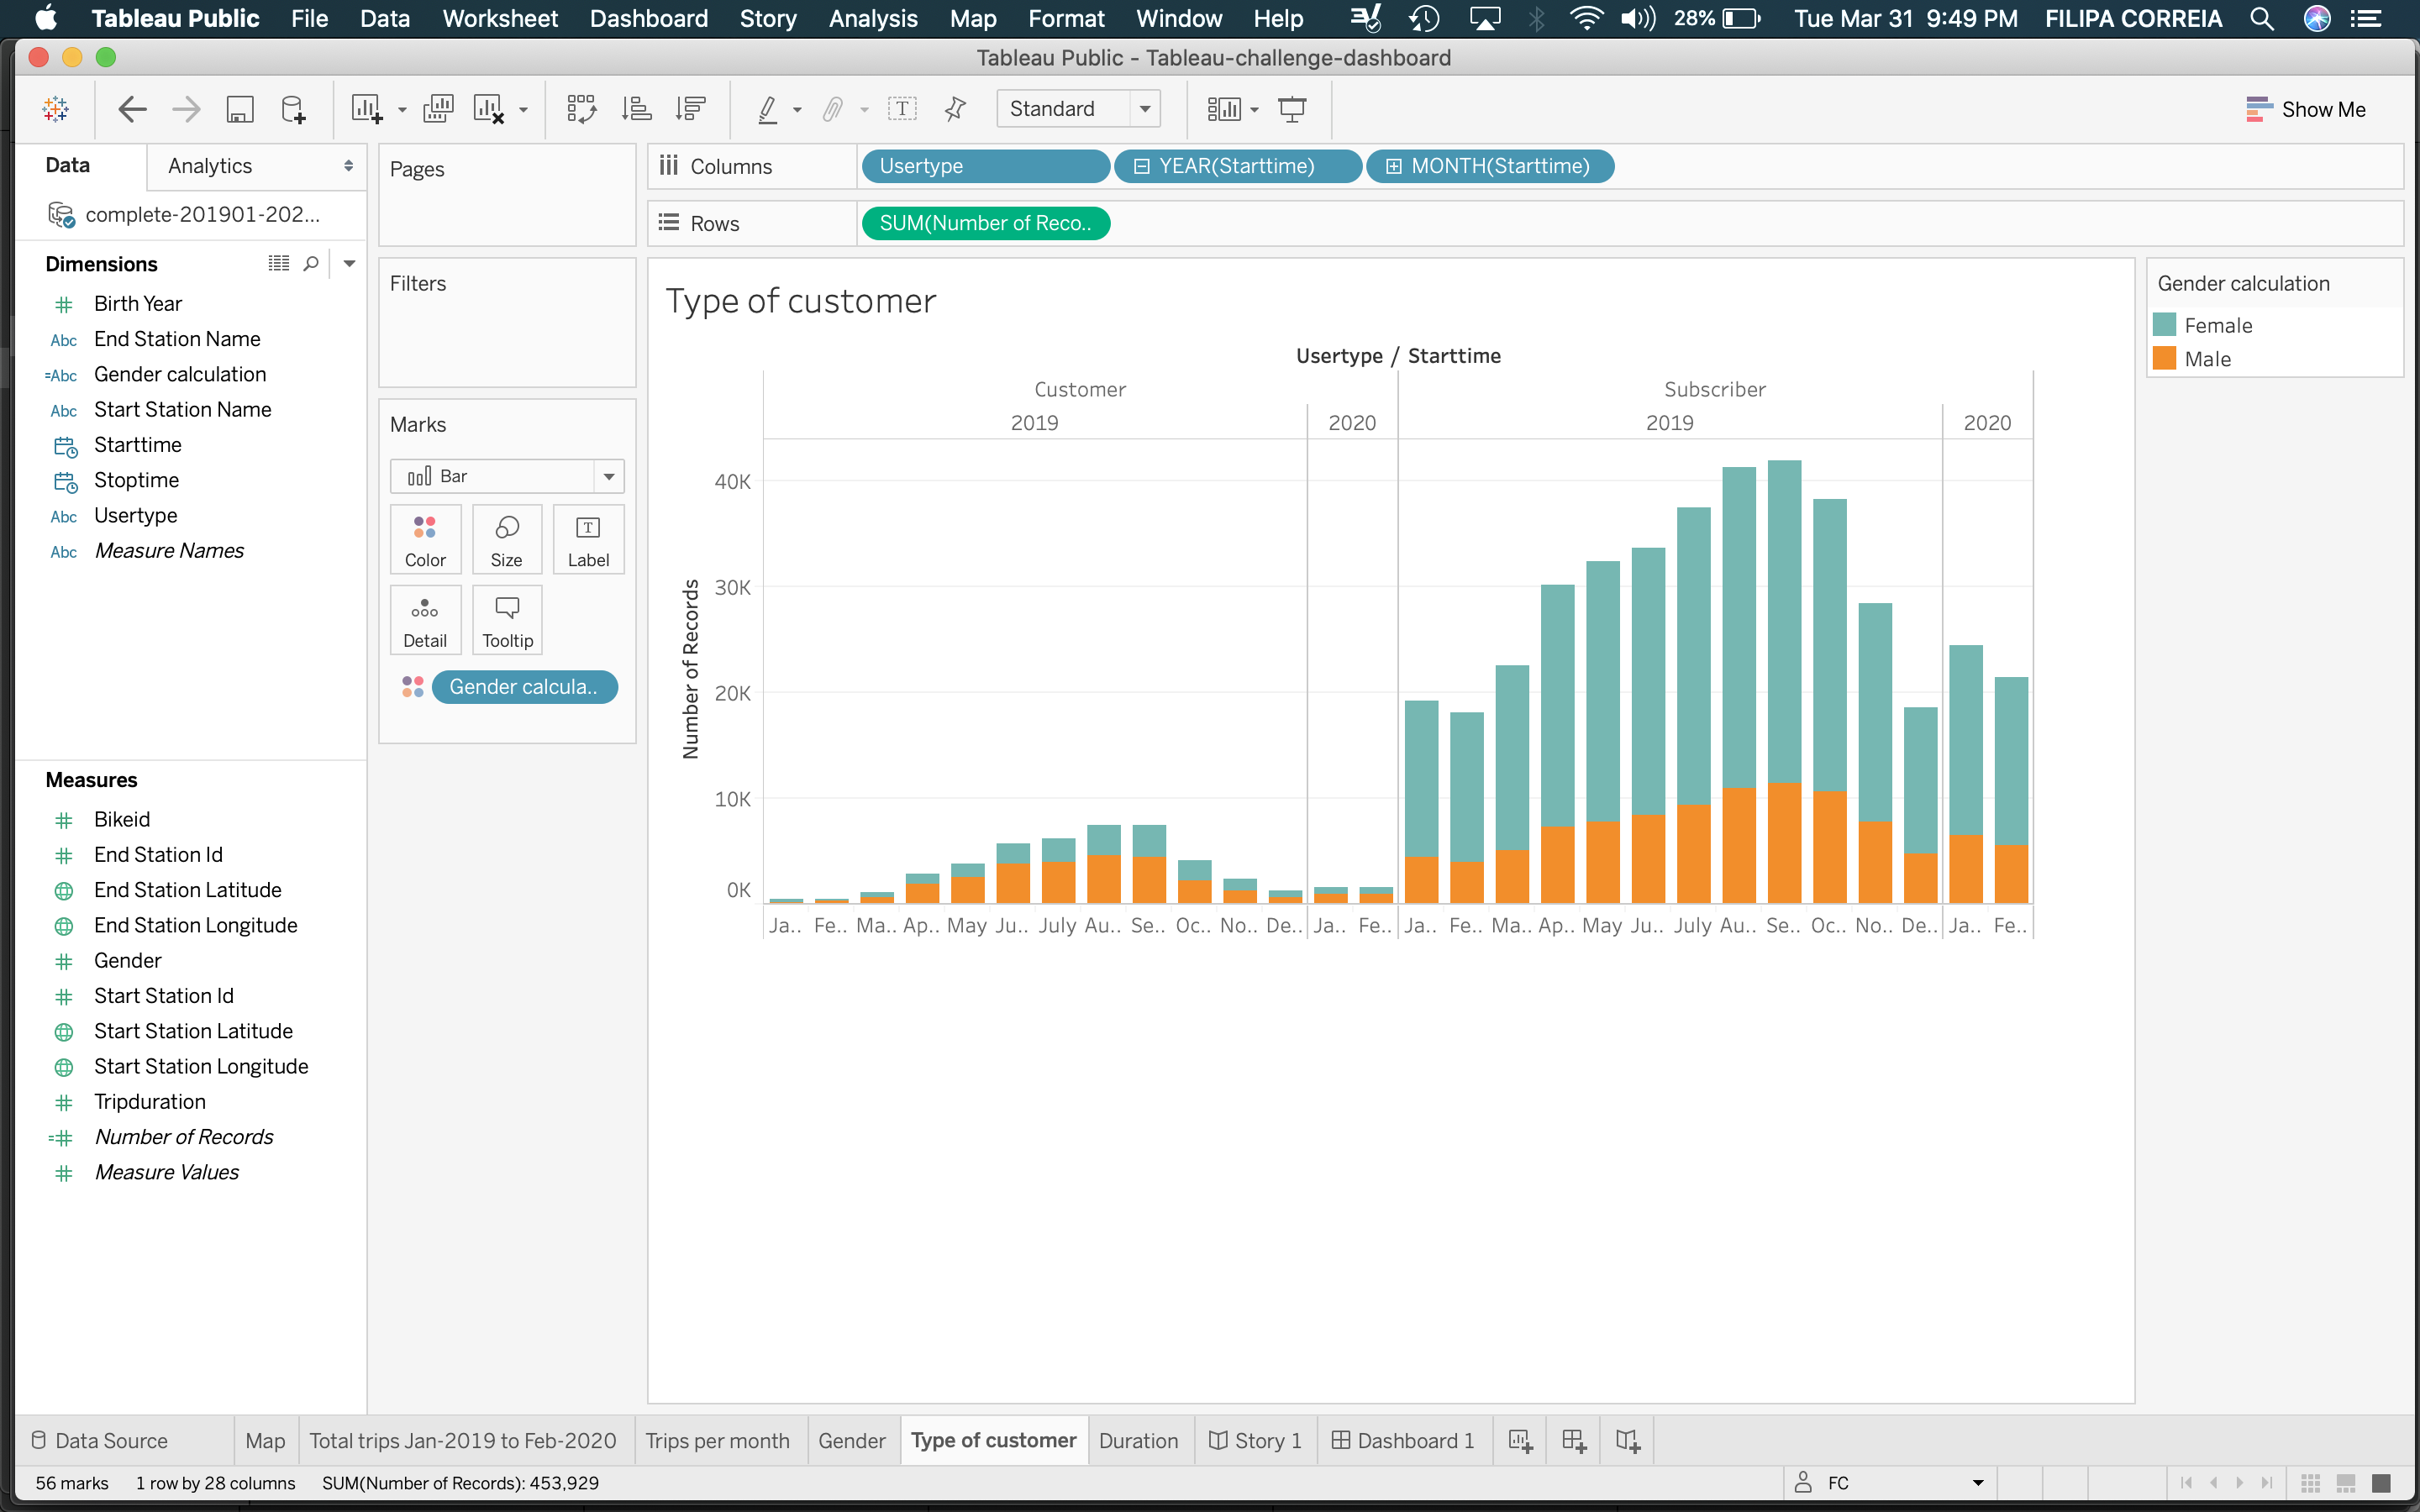 Tableau Public File Data Worksheet Dashboard Story Analysis Map Format Window Help 28% Tue Mar 31 9:49 PM FILIPA CORREIA
Tableau Public - Tableau-challenge-dashboard
Standard
Show Me
Data
Analytics
complete-201901-202...
Dimensions
Birth Year
Abc End Station Name
=Abc Gender calculation
Abc Start Station Name
Starttime
Stoptime
Abc Usertype
Abc Measure Names
Measures
Bikeid
End Station Id
End Station Latitude
End Station Longitude
Gender
Start Station Id
Start Station Latitude
Start Station Longitude
Tripduration
Number of Records
Measure Values
Pages
Filters
Marks
Bar
Color Size Label
Detail Tooltip
Gender calcula..
Columns Usertype YEAR(Starttime) MONTH(Starttime)
Rows SUM(Number of Reco..
Type of customer
Usertype / Starttime
Customer Subscriber
2019 2020 2019 2020
Number of Records
40K
30K
20K
10K
0K
Ja.. Fe.. Ma.. Ap.. May Ju.. July Au.. Se.. Oc.. No.. De.. Ja.. Fe.. Ja.. Fe.. Ma.. Ap.. May Ju.. July Au.. Se.. Oc.. No.. De.. Ja.. Fe..
Gender calculation
Female
Male
Data Source Map Total trips Jan-2019 to Feb-2020 Trips per month Gender Type of customer Duration Story 1 Dashboard 1
56 marks 1 row by 28 columns SUM(Number of Records): 453,929 FC